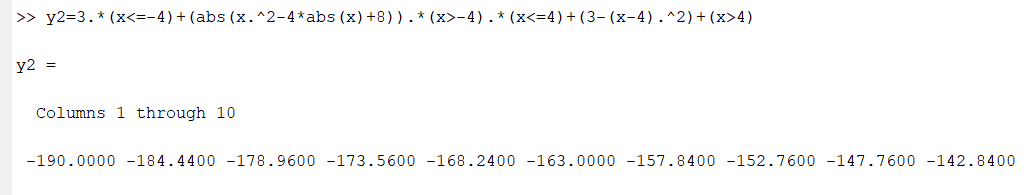 >> y2=3.*(x<=-4)+(abs(x.^2-4*abs(x)+8)).*(x>-4).*(x<=4)+(3-(x-4).^2)+(x>4)
y2 =
Columns 1 through 10
-190.0000 -184.4400 -178.9600 -173.5600 -168.2400 -163.0000 -157.8400 -152.7600 -147.7600 -142.8400